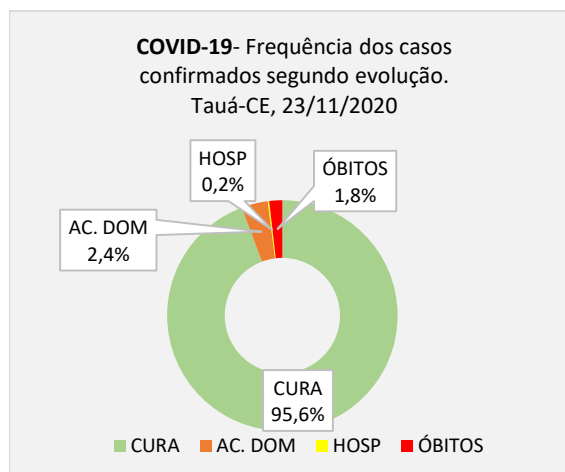 COVID-19- Frequência dos casos
confirmados segundo evolução.
Tauá-CE, 23/11/2020
HOSP
0,2%
ÓBITOS
1,8%
AC. DOM
2,4%
CURA
95,6%
CURA AC. DOM HOSP ÓBITOS